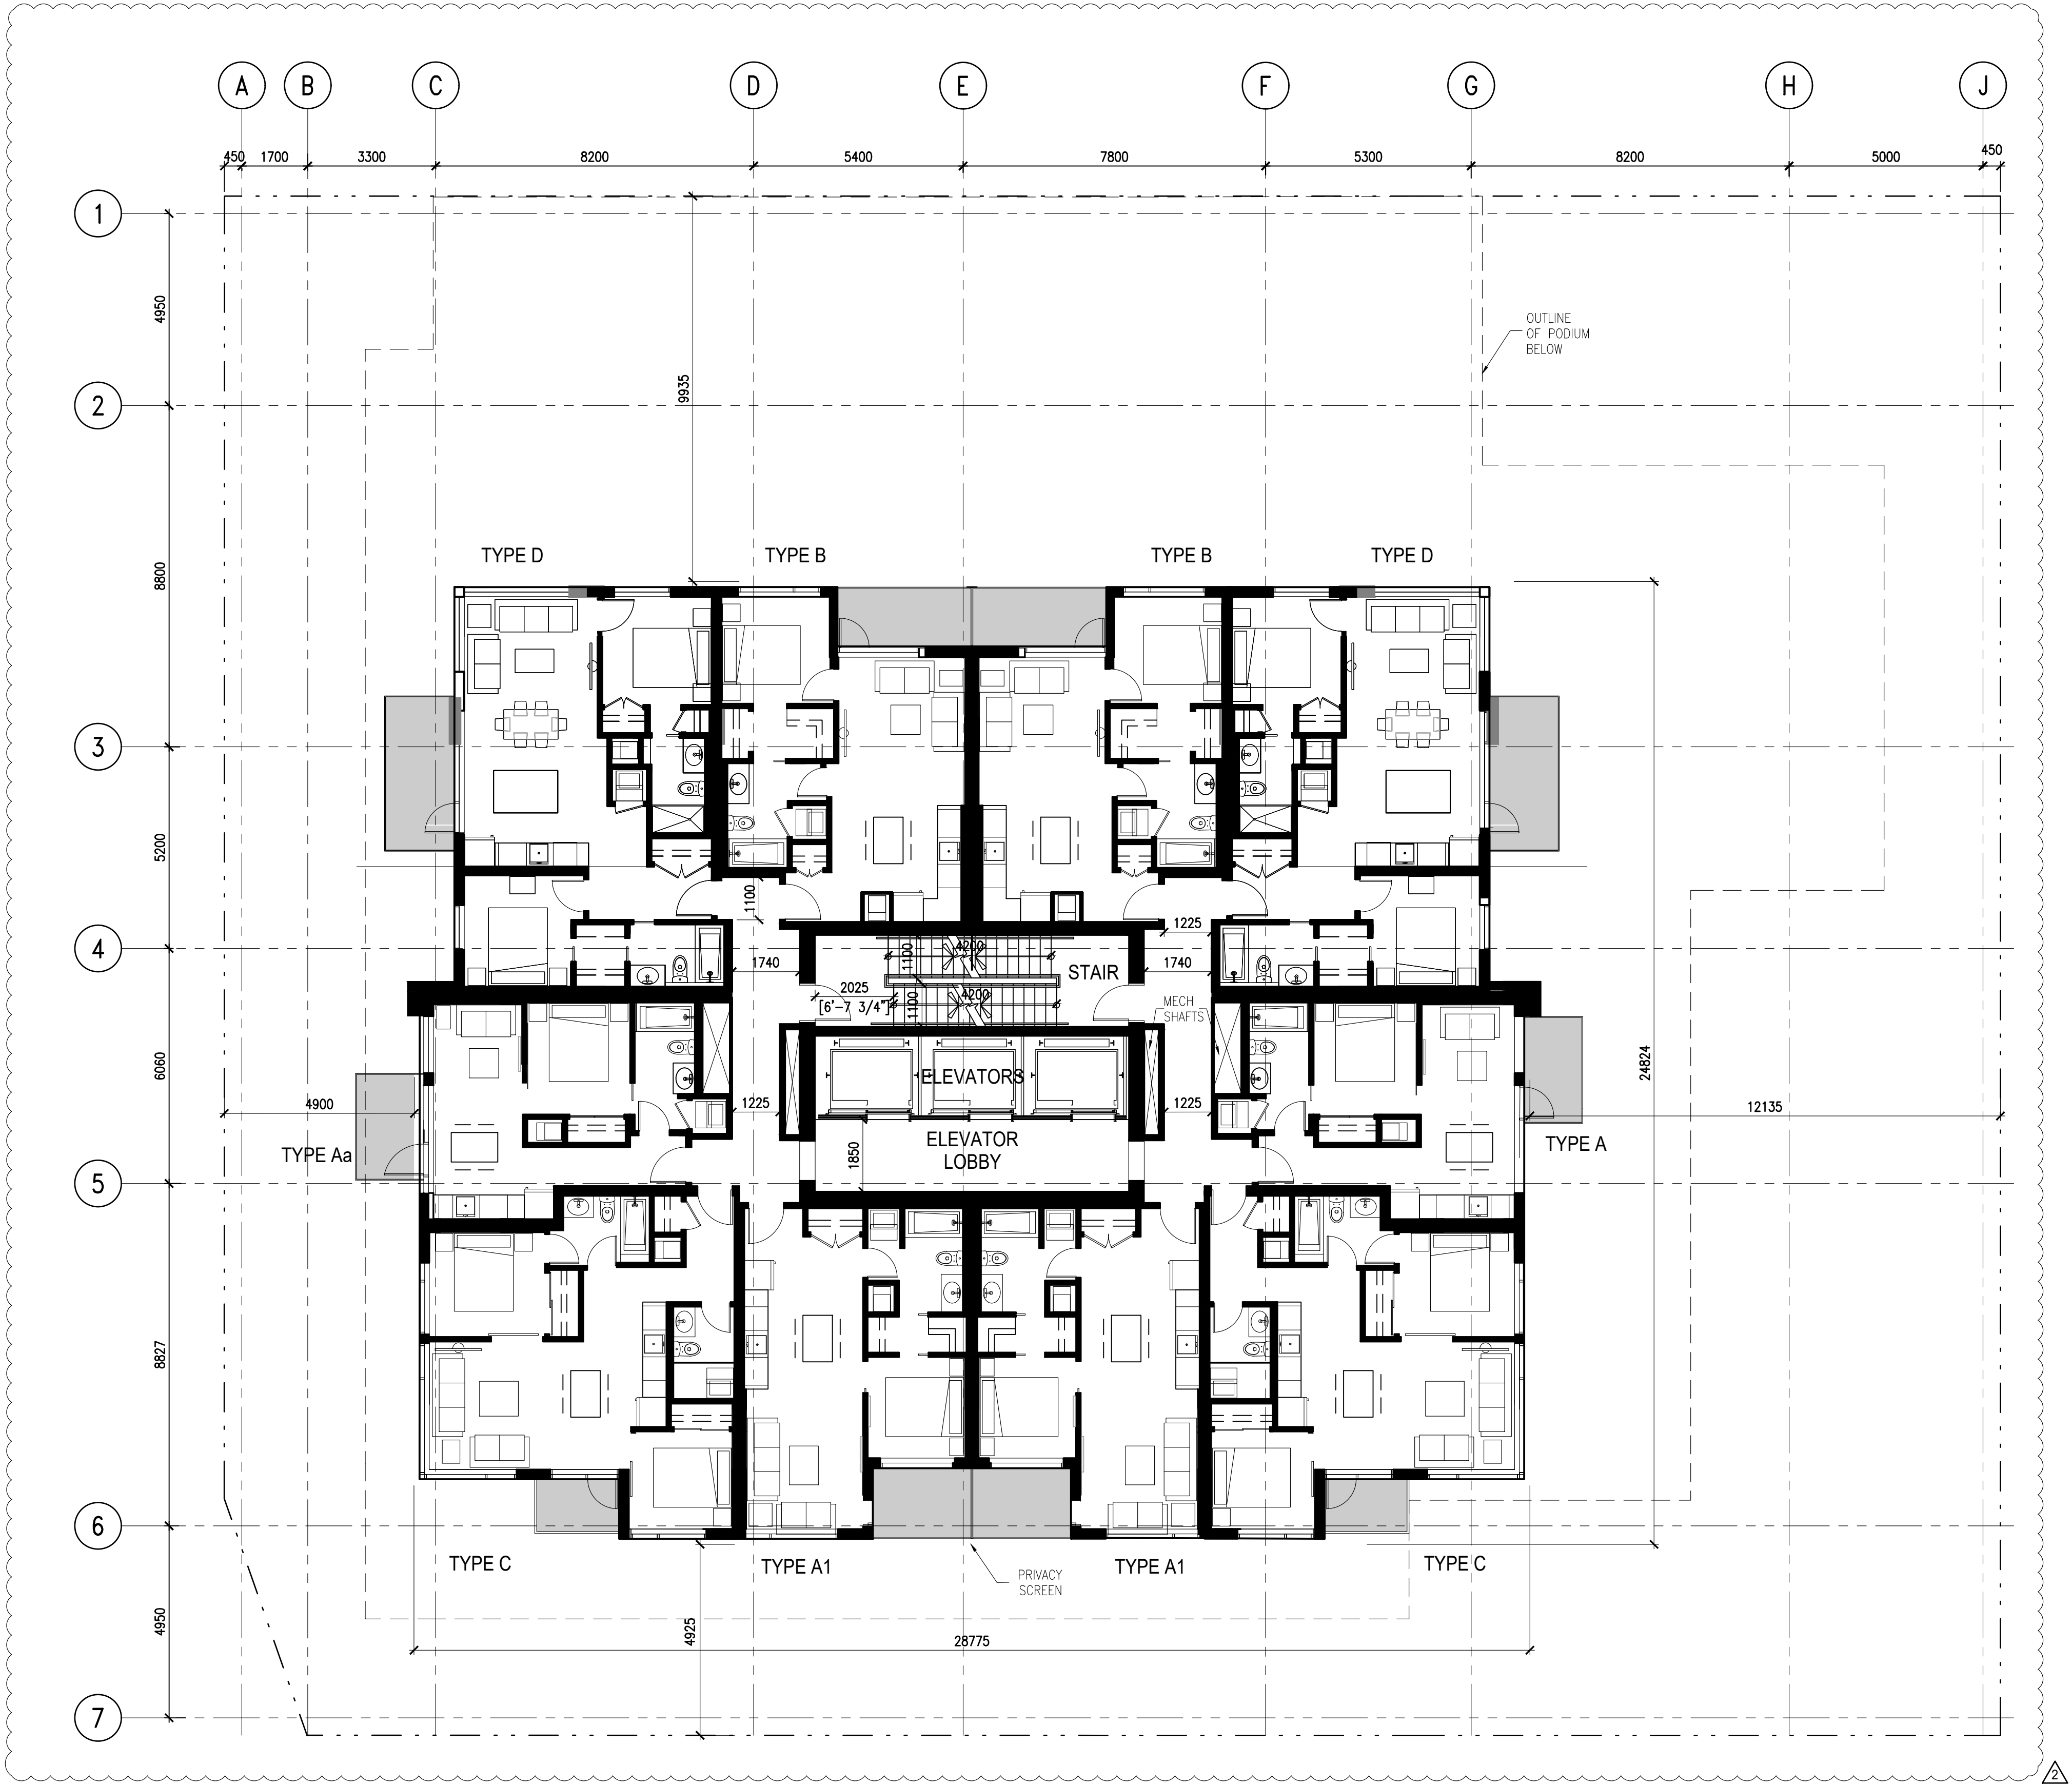 A B C D E F G H J
450 1700 3300 8200 5400 7800 5300 8200 5000 450
1
4950
OUTLINE
OF PODIUM
BELOW
9935
2
8800
TYPE D TYPE B TYPE B TYPE D
3
5200
1100
1225
4
1740 4200 1100 STAIR 1740
2025
[6'-7 3/4"]
1100 4200
MECH
SHAFTS
6060
24824
ELEVATORS
4900 1225 1225 12135
ELEVATOR
LOBBY
1850
TYPE Aa TYPE A
5
8827
6
TYPE C TYPE A1 TYPE A1 TYPE C
PRIVACY
SCREEN
4950
4925
28775
7
2